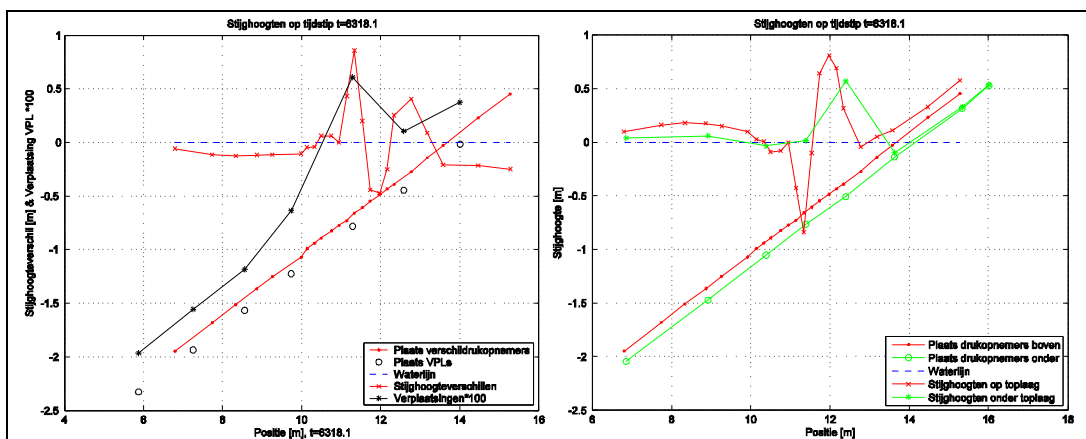 Stijghoogten op tijdstip t=6318.1
Stijghoogteverschil [m] & Verplaatsing VPL *100
1
0.5
0
-0.5
-1
-1.5
-2
-2.5
4
6
8
10
12
14
16
Positie [m], t=6318.1
Plaats verschildrukopnemers
Plaats VPLs
Waterlijn
Stijghoogteverschillen
Verplaatsingen*100
Stijghoogten op tijdstip t=6318.1
Stijghoogte [m]
1
0.5
0
-0.5
-1
-1.5
-2
-2.5
6
8
10
12
14
16
18
Positie [m]
Plaats drukopnemers boven
Plaats drukopnemers onder
Waterlijn
Stijghoogten op toplaag
Stijghoogten onder toplaag